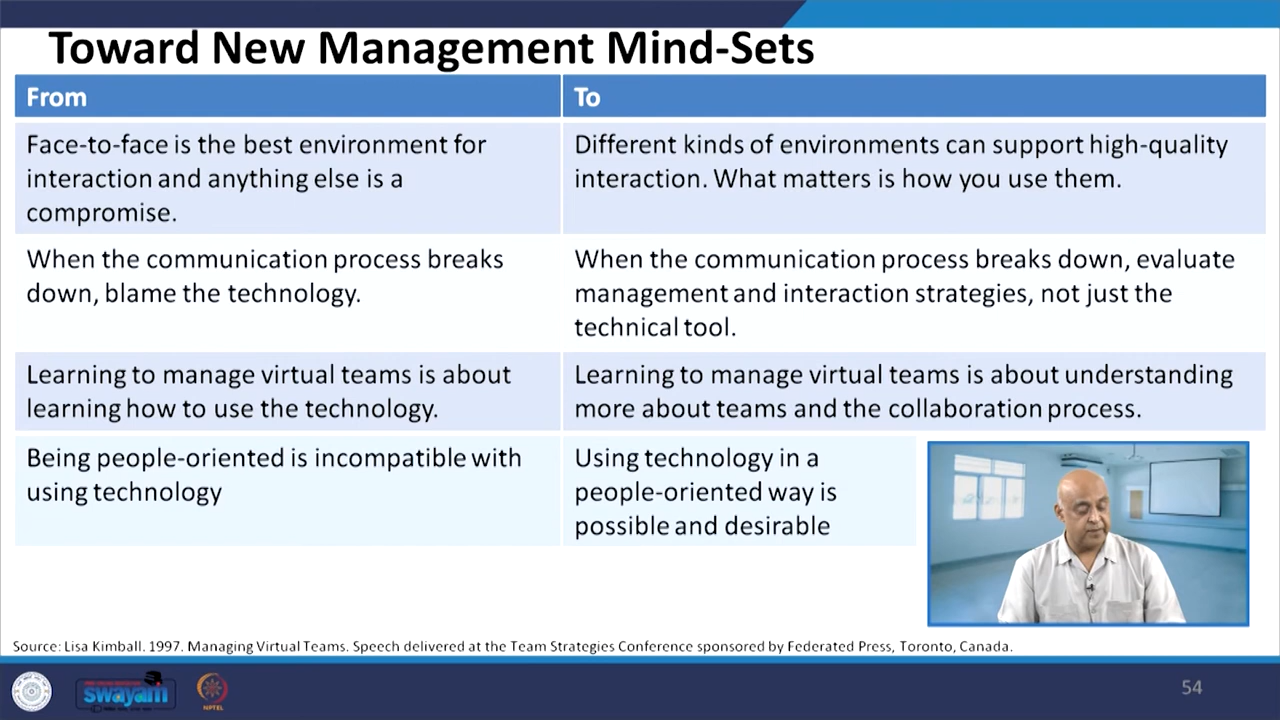 Toward New Management Mind-Sets
From
To
Face-to-face is the best environment for
interaction and anything else is a
compromise.
Different kinds of environments can support high-quality
interaction. What matters is how you use them.
When the communication process breaks
down, blame the technology.
When the communication process breaks down, evaluate
management and interaction strategies, not just the
technical tool.
Learning to manage virtual teams is about
learning how to use the technology.
Learning to manage virtual teams is about understanding
more about teams and the collaboration process.
Being people-oriented is incompatible with
using technology
Using technology in a
people-oriented way is
possible and desirable
Source: Lisa Kimball. 1997. Managing Virtual Teams. Speech delivered at the Team Strategies Conference sponsored by Federated Press, Toronto, Canada.
swayam
NPTEL
54